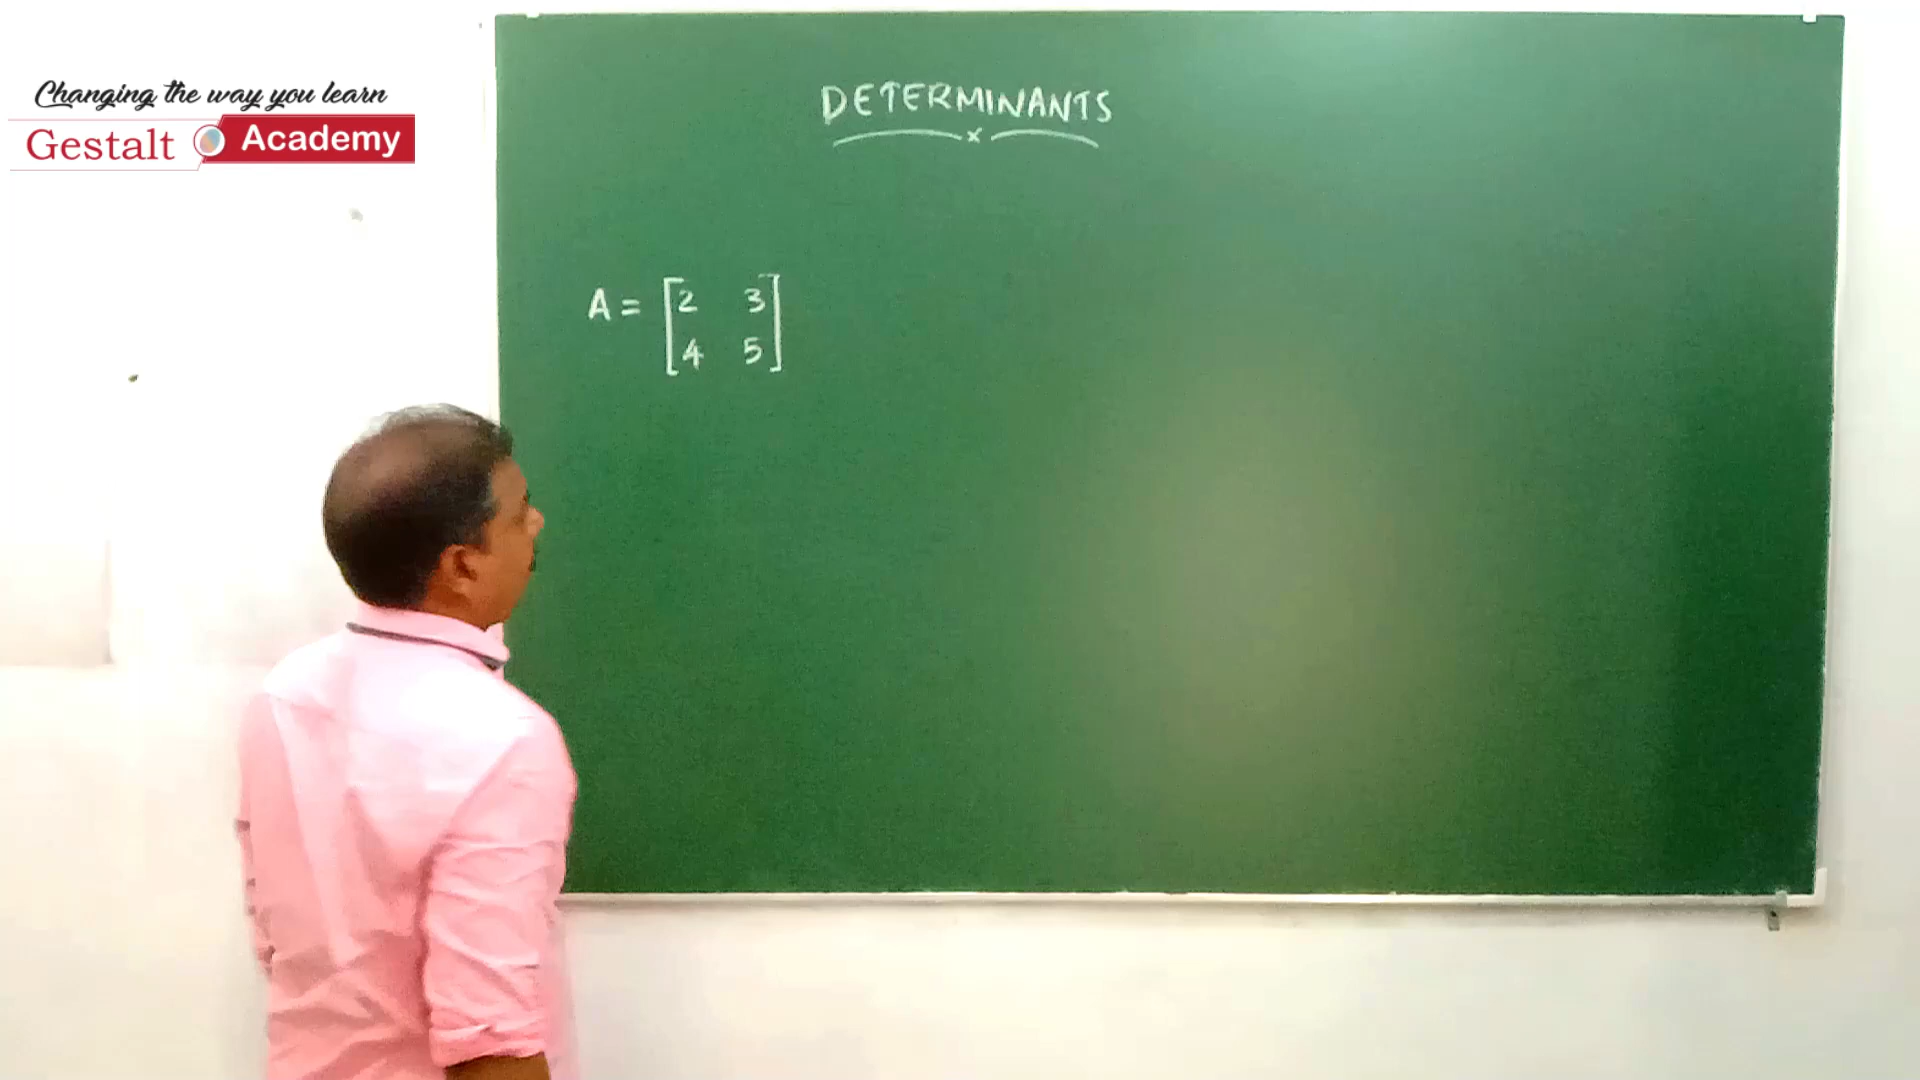 Changing the way you learn
Gestalt Academy
DETERMINANTS
x
A = [2 3
4 5]